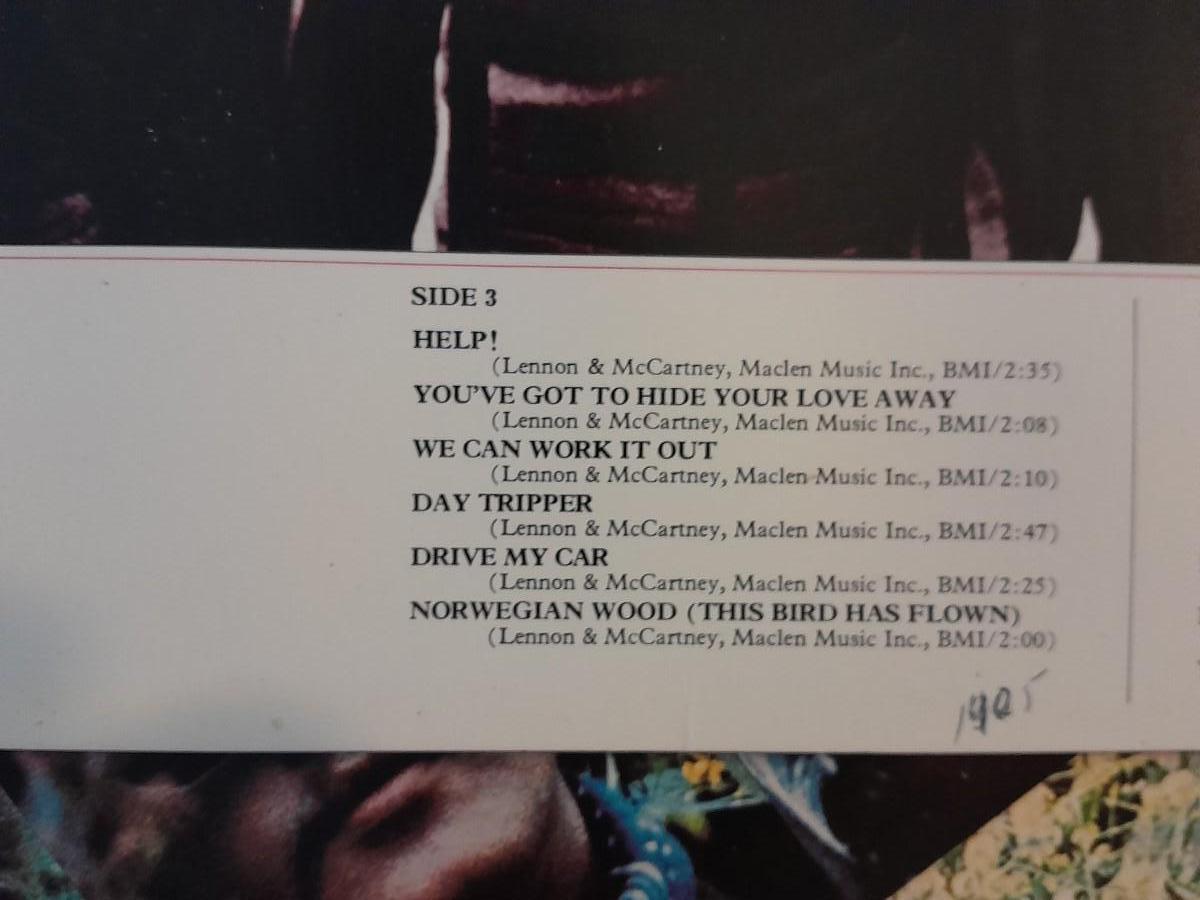 SIDE 3
HELP!
(Lennon & McCartney, Maclen Music Inc., BMI/2:35)
YOU'VE GOT TO HIDE YOUR LOVE AWAY
(Lennon & McCartney, Maclen Music Inc., BMI/2:08)
WE CAN WORK IT OUT
(Lennon & McCartney, Maclen Music Inc., BMI/2:10)
DAY TRIPPER
(Lennon & McCartney, Maclen Music Inc., BMI/2:47)
DRIVE MY CAR
(Lennon & McCartney, Maclen Music Inc., BMI/2:25)
NORWEGIAN WOOD (THIS BIRD HAS FLOWN)
(Lennon & McCartney, Maclen Music Inc., BMI/2:00)